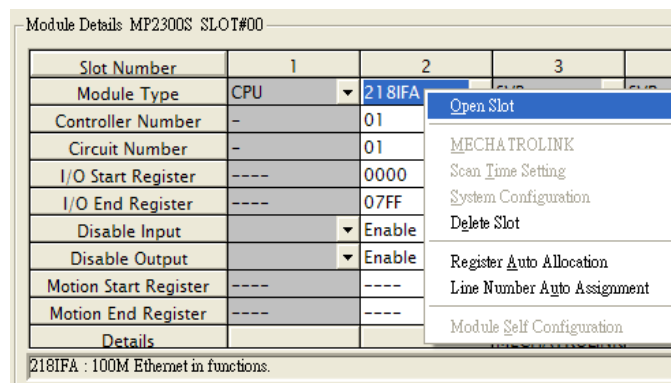 Module Details MP2300S SLOT#00
Slot Number 1 2 3
Module Type CPU 218IFA
Controller Number - 01
Circuit Number - 01
I/O Start Register ---- 0000
I/O End Register ---- 07FF
Disable Input Enable
Disable Output Enable
Motion Start Register ---- ----
Motion End Register ---- ----
Details
Open Slot
MECHATROLINK
Scan Time Setting
System Configuration
Delete Slot
Register Auto Allocation
Line Number Auto Assignment
Module Self Configuration
218IFA : 100M Ethernet in functions.